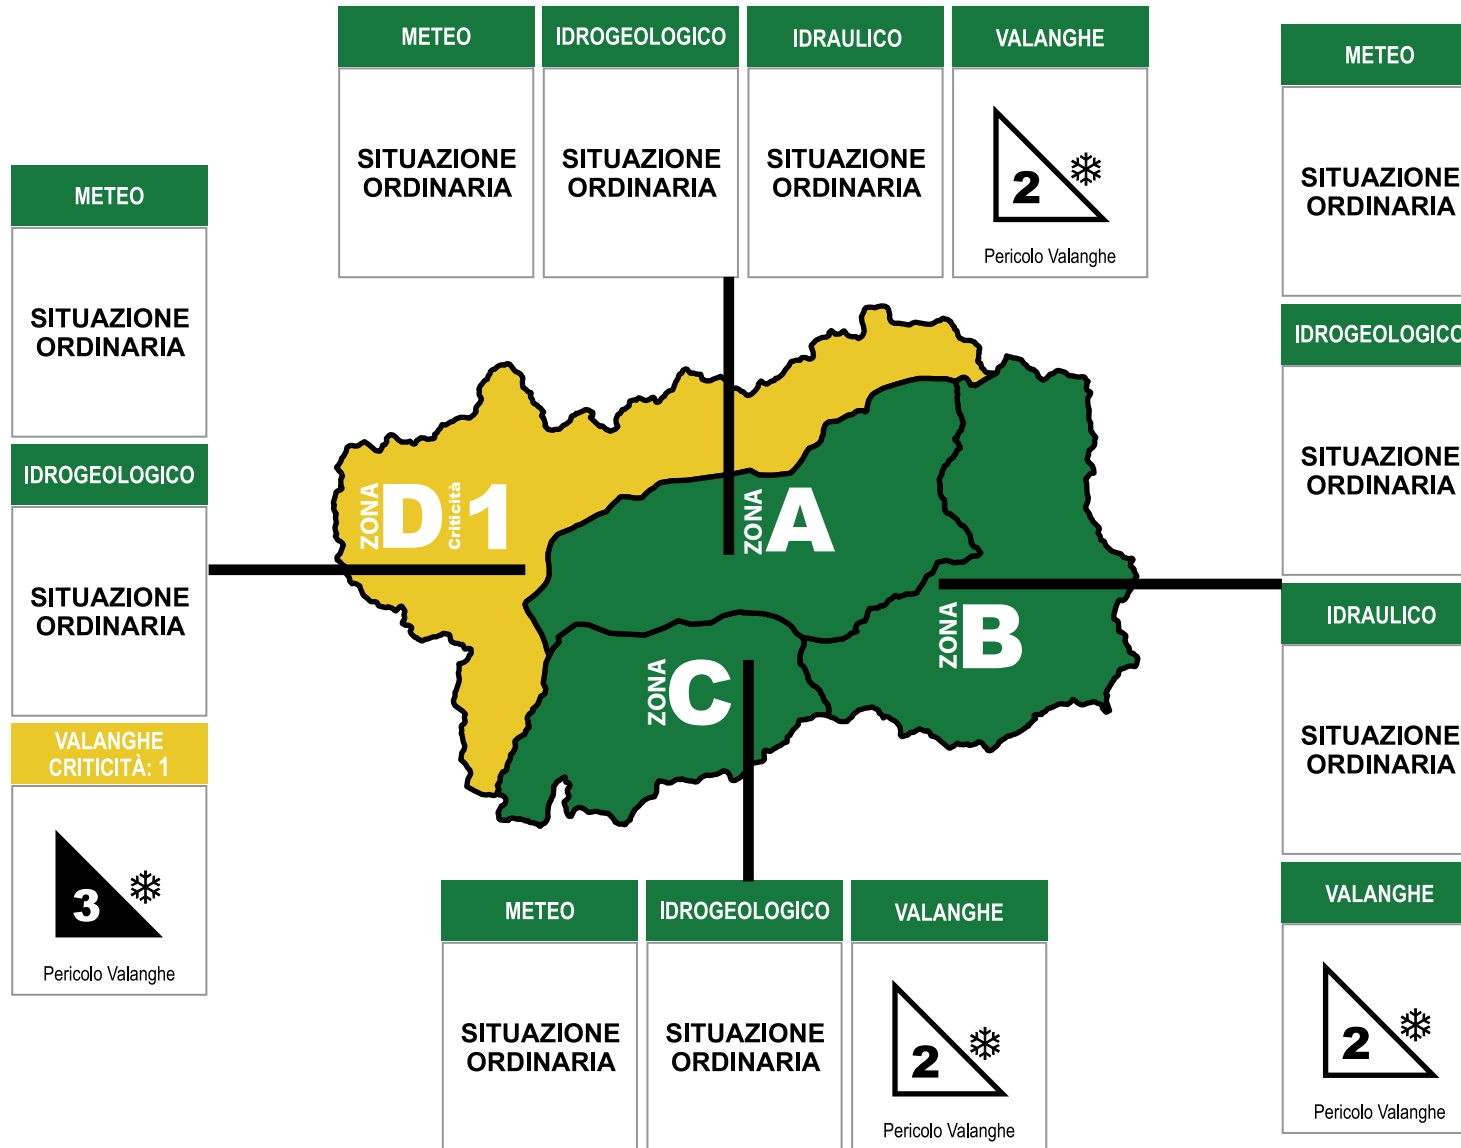 METEO
SITUAZIONE
ORDINARIA
IDROGEOLOGICO
SITUAZIONE
ORDINARIA
IDRAULICO
SITUAZIONE
ORDINARIA
VALANGHE
2
Pericolo Valanghe
METEO
SITUAZIONE
ORDINARIA
IDROGEOLOGICO
SITUAZIONE
ORDINARIA
VALANGHE
CRITICITÀ: 1
3
Pericolo Valanghe
ZONA D Criticità 1
ZONA A
ZONA B
ZONA C
METEO
SITUAZIONE
ORDINARIA
IDROGEOLOGICO
SITUAZIONE
ORDINARIA
IDRAULICO
SITUAZIONE
ORDINARIA
VALANGHE
2
Pericolo Valanghe
METEO
SITUAZIONE
ORDINARIA
IDROGEOLOGICO
SITUAZIONE
ORDINARIA
VALANGHE
2
Pericolo Valanghe